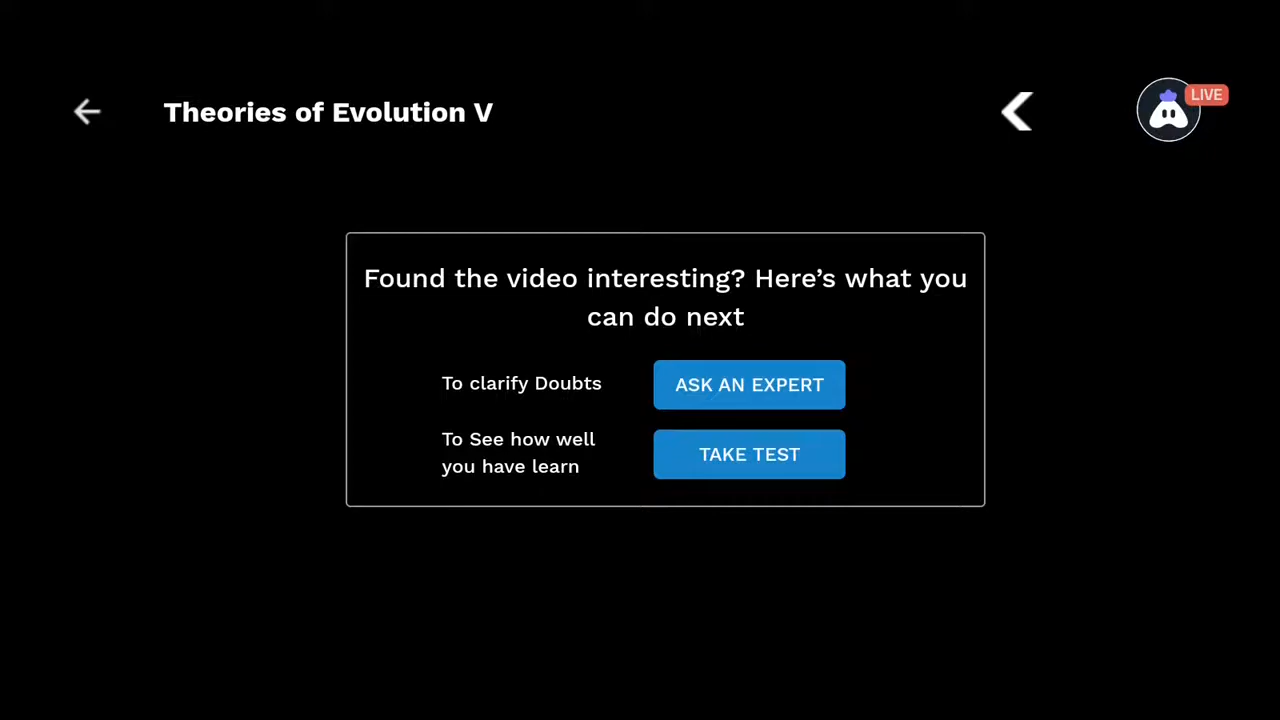 Theories of Evolution V
LIVE
Found the video interesting? Here’s what you
can do next
To clarify Doubts
ASK AN EXPERT
To See how well
you have learn
TAKE TEST